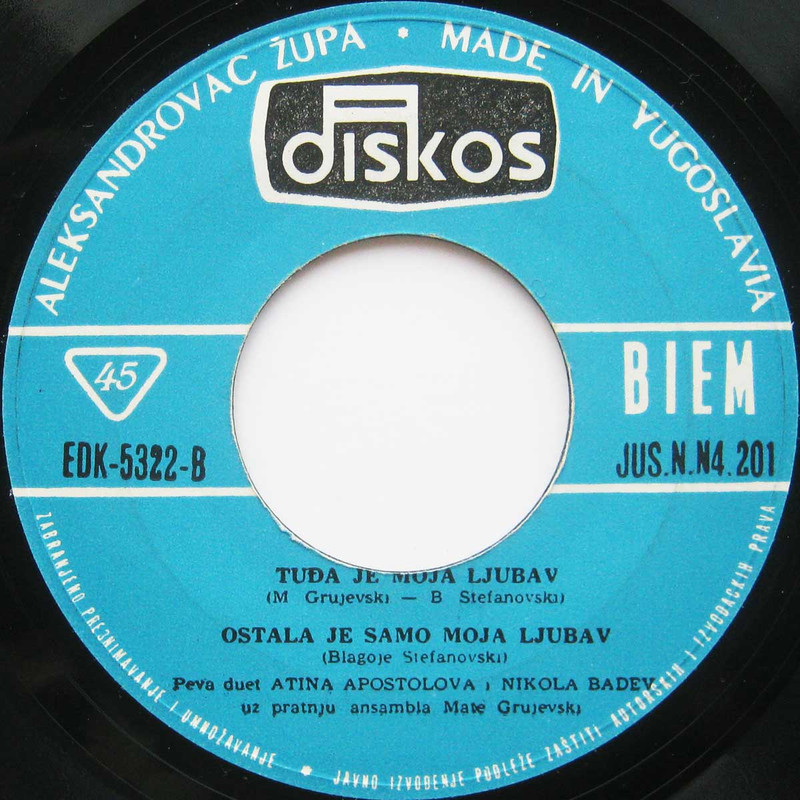 ALEKSANDROVAC ŽUPA * MADE IN YUGOSLAVIA
diskos
45
BIEM
EDK-5322-B
JUS.N.N4.201
TUĐA JE MOJA LJUBAV
(M Grujevski — B Stefanovski)
OSTALA JE SAMO MOJA LJUBAV
(Blagoje Stefanovski)
Peva duet ATINA APOSTOLOVA i NIKOLA BADEV
uz pratnju ansambla Mate Grujevski
ZABRANJENO PRESNIMAVANJE I UMNOŽAVANJE * JAVNO IZVOĐENJE PODLEŽE ZAŠTITI AUTORSKIH I IZVOĐAČKIH PRAVA